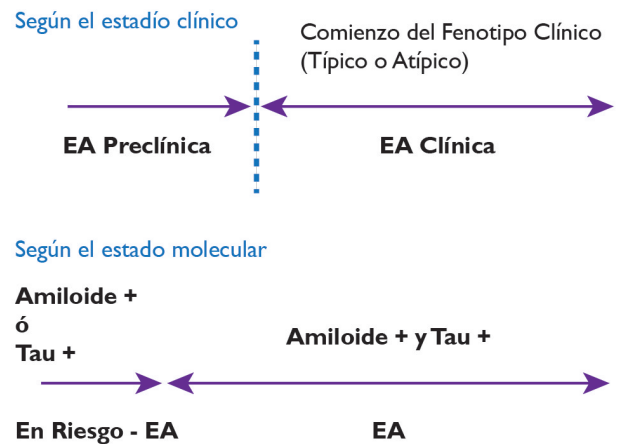 Según el estadío clínico
Comienzo del Fenotipo Clínico
(Típico o Atípico)
EA Preclínica
EA Clínica
Según el estado molecular
Amiloide +
ó
Tau +
Amiloide + y Tau +
En Riesgo - EA
EA